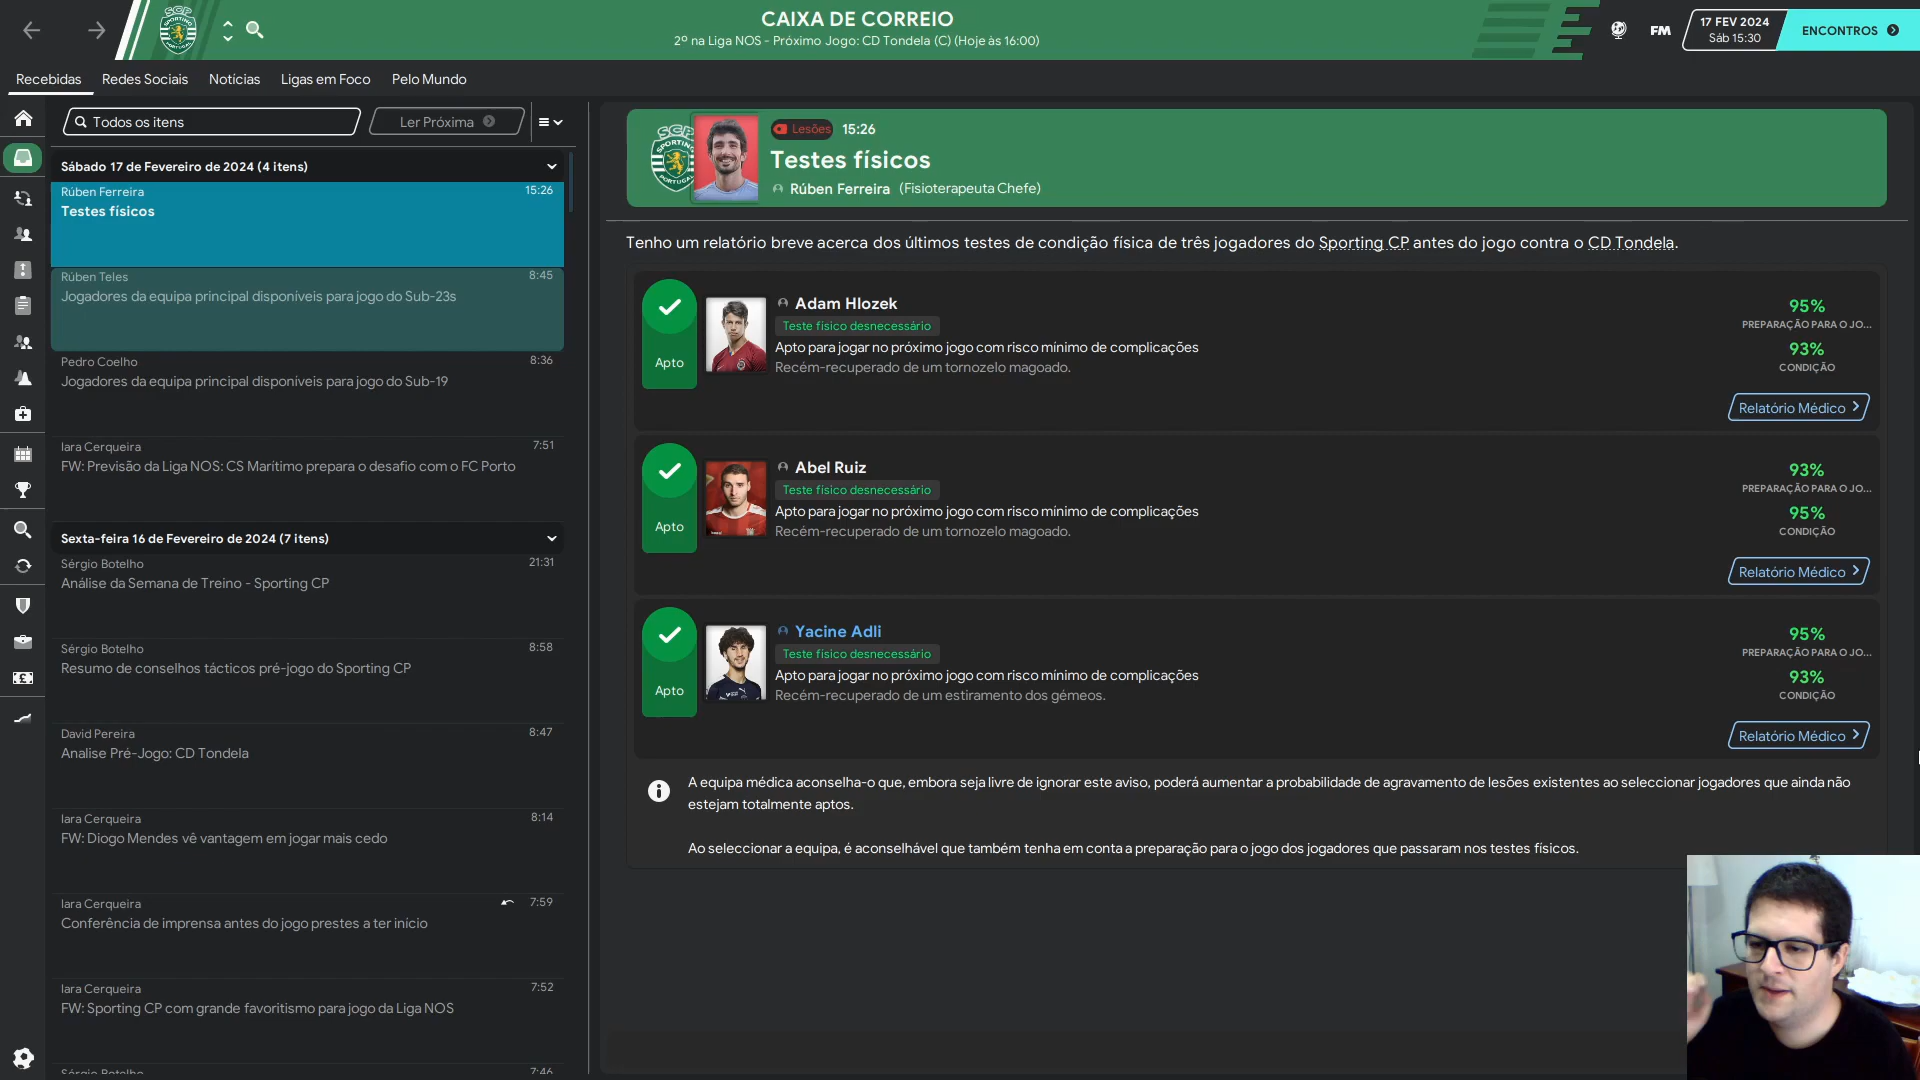 CAIXA DE CORREIO
2º na Liga NOS - Próximo Jogo: CD Tondela (C) (Hoje às 16:00)
FM
17 FEV 2024
Sáb 15:30
ENCONTROS
Recebidas
Redes Sociais
Notícias
Ligas em Foco
Pelo Mundo
Todos os itens
Ler Próxima
Sábado 17 de Fevereiro de 2024 (4 itens)
Rúben Ferreira 15:26
Testes físicos
Rúben Teles 8:45
Jogadores da equipa principal disponíveis para jogo do Sub-23s
Pedro Coelho 8:36
Jogadores da equipa principal disponíveis para jogo do Sub-19
Iara Cerqueira 7:51
FW: Previsão da Liga NOS: CS Marítimo prepara o desafio com o FC Porto
Sexta-feira 16 de Fevereiro de 2024 (7 itens)
Sérgio Botelho 21:31
Análise da Semana de Treino - Sporting CP
Sérgio Botelho 8:58
Resumo de conselhos tácticos pré-jogo do Sporting CP
David Pereira 8:47
Analise Pré-Jogo: CD Tondela
Iara Cerqueira 8:14
FW: Diogo Mendes vê vantagem em jogar mais cedo
Iara Cerqueira 7:59
Conferência de imprensa antes do jogo prestes a ter inicio
Iara Cerqueira 7:52
FW: Sporting CP com grande favoritismo para jogo da Liga NOS
Sérgio Botelho 7:46
SCP
SPORTING
PORTUGAL
Lesões 15:26
Testes físicos
Rúben Ferreira (Fisioterapeuta Chefe)
Tenho um relatório breve acerca dos últimos testes de condição física de três jogadores do Sporting CP antes do jogo contra o CD Tondela.
Apto
Adam Hlozek
Teste físico desnecessário
Apto para jogar no próximo jogo com risco mínimo de complicações
Recém-recuperado de um tornozelo magoado.
95%
PREPARAÇÃO PARA O JO...
93%
CONDIÇÃO
Relatório Médico
Apto
Abel Ruiz
Teste físico desnecessário
Apto para jogar no próximo jogo com risco mínimo de complicações
Recém-recuperado de um tornozelo magoado.
93%
PREPARAÇÃO PARA O JO...
95%
CONDIÇÃO
Relatório Médico
Apto
Yacine Adli
Teste físico desnecessário
Apto para jogar no próximo jogo com risco mínimo de complicações
Recém-recuperado de um estiramento dos gémeos.
95%
PREPARAÇÃO PARA O JO...
93%
CONDIÇÃO
Relatório Médico
A equipa médica aconselha-o que, embora seja livre de ignorar este aviso, poderá aumentar a probabilidade de agravamento de lesões existentes ao seleccionar jogadores que ainda não
estejam totalmente aptos.
Ao seleccionar a equipa, é aconselhável que também tenha em conta a preparação para o jogo dos jogadores que passaram nos testes físicos.